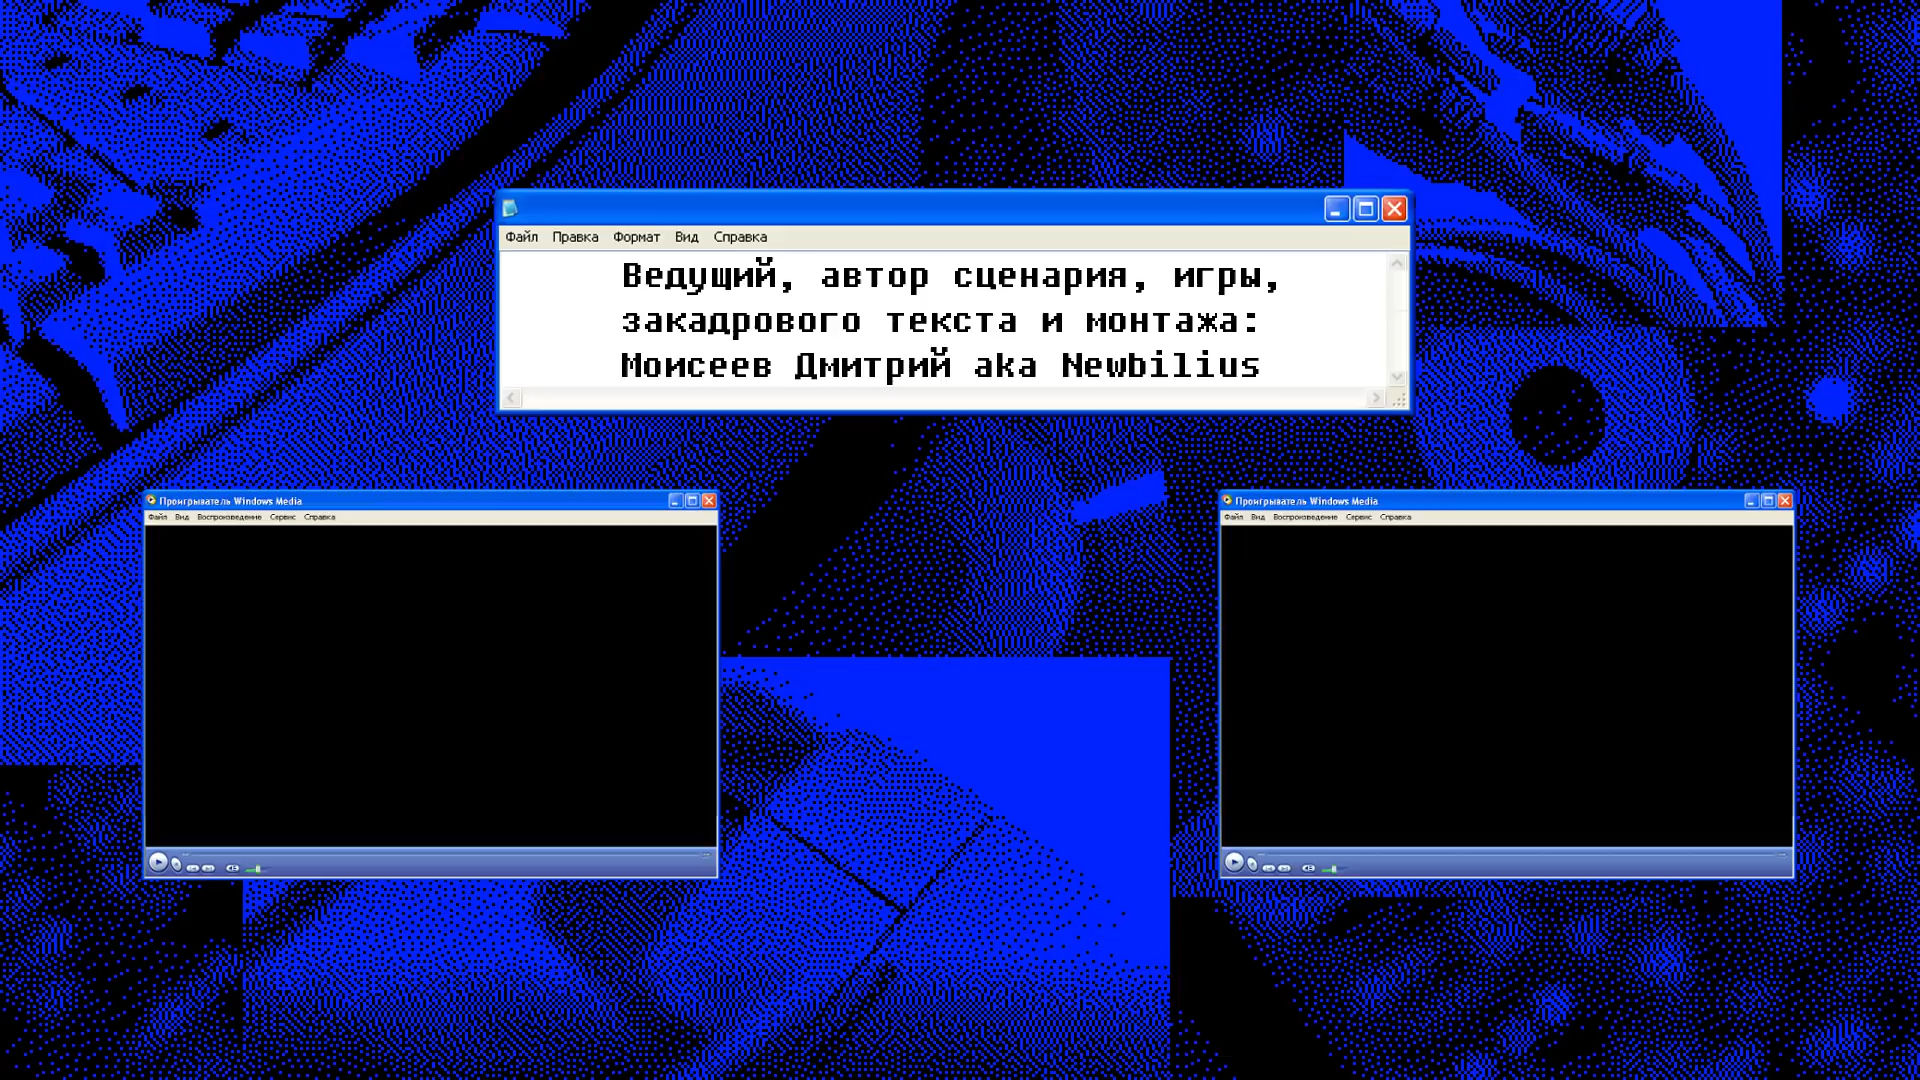 Файл Правка Формат Вид Справка
Ведущий, автор сценария, игры,
закадрового текста и монтажа:
Моисеев Дмитрий aka Newbilius
Проигрыватель Windows Media
Файл Вид Воспроизведение Сервис Справка
Проигрыватель Windows Media
Файл Вид Воспроизведение Сервис Справка